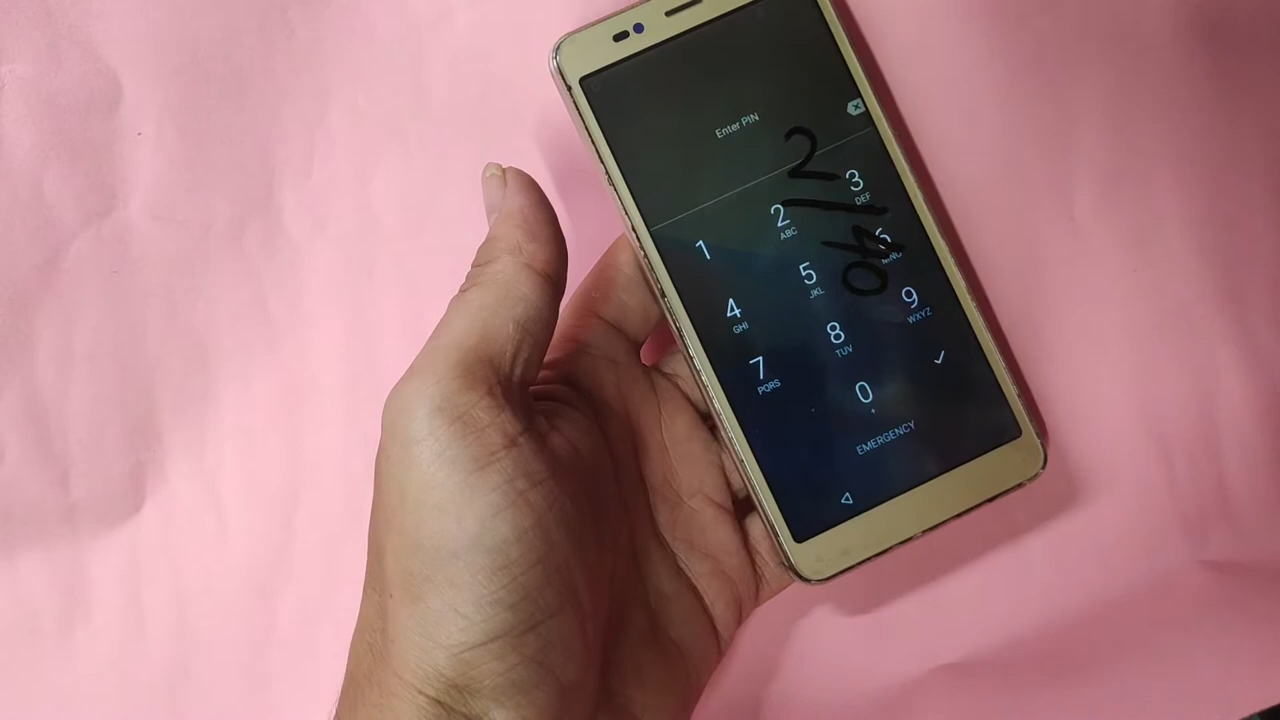 Enter PIN
1
2 ABC
3 DEF
4 GHI
5 JKL
6 MNO
7 PQRS
8 TUV
9 WXYZ
0 +
EMERGENCY
2/40